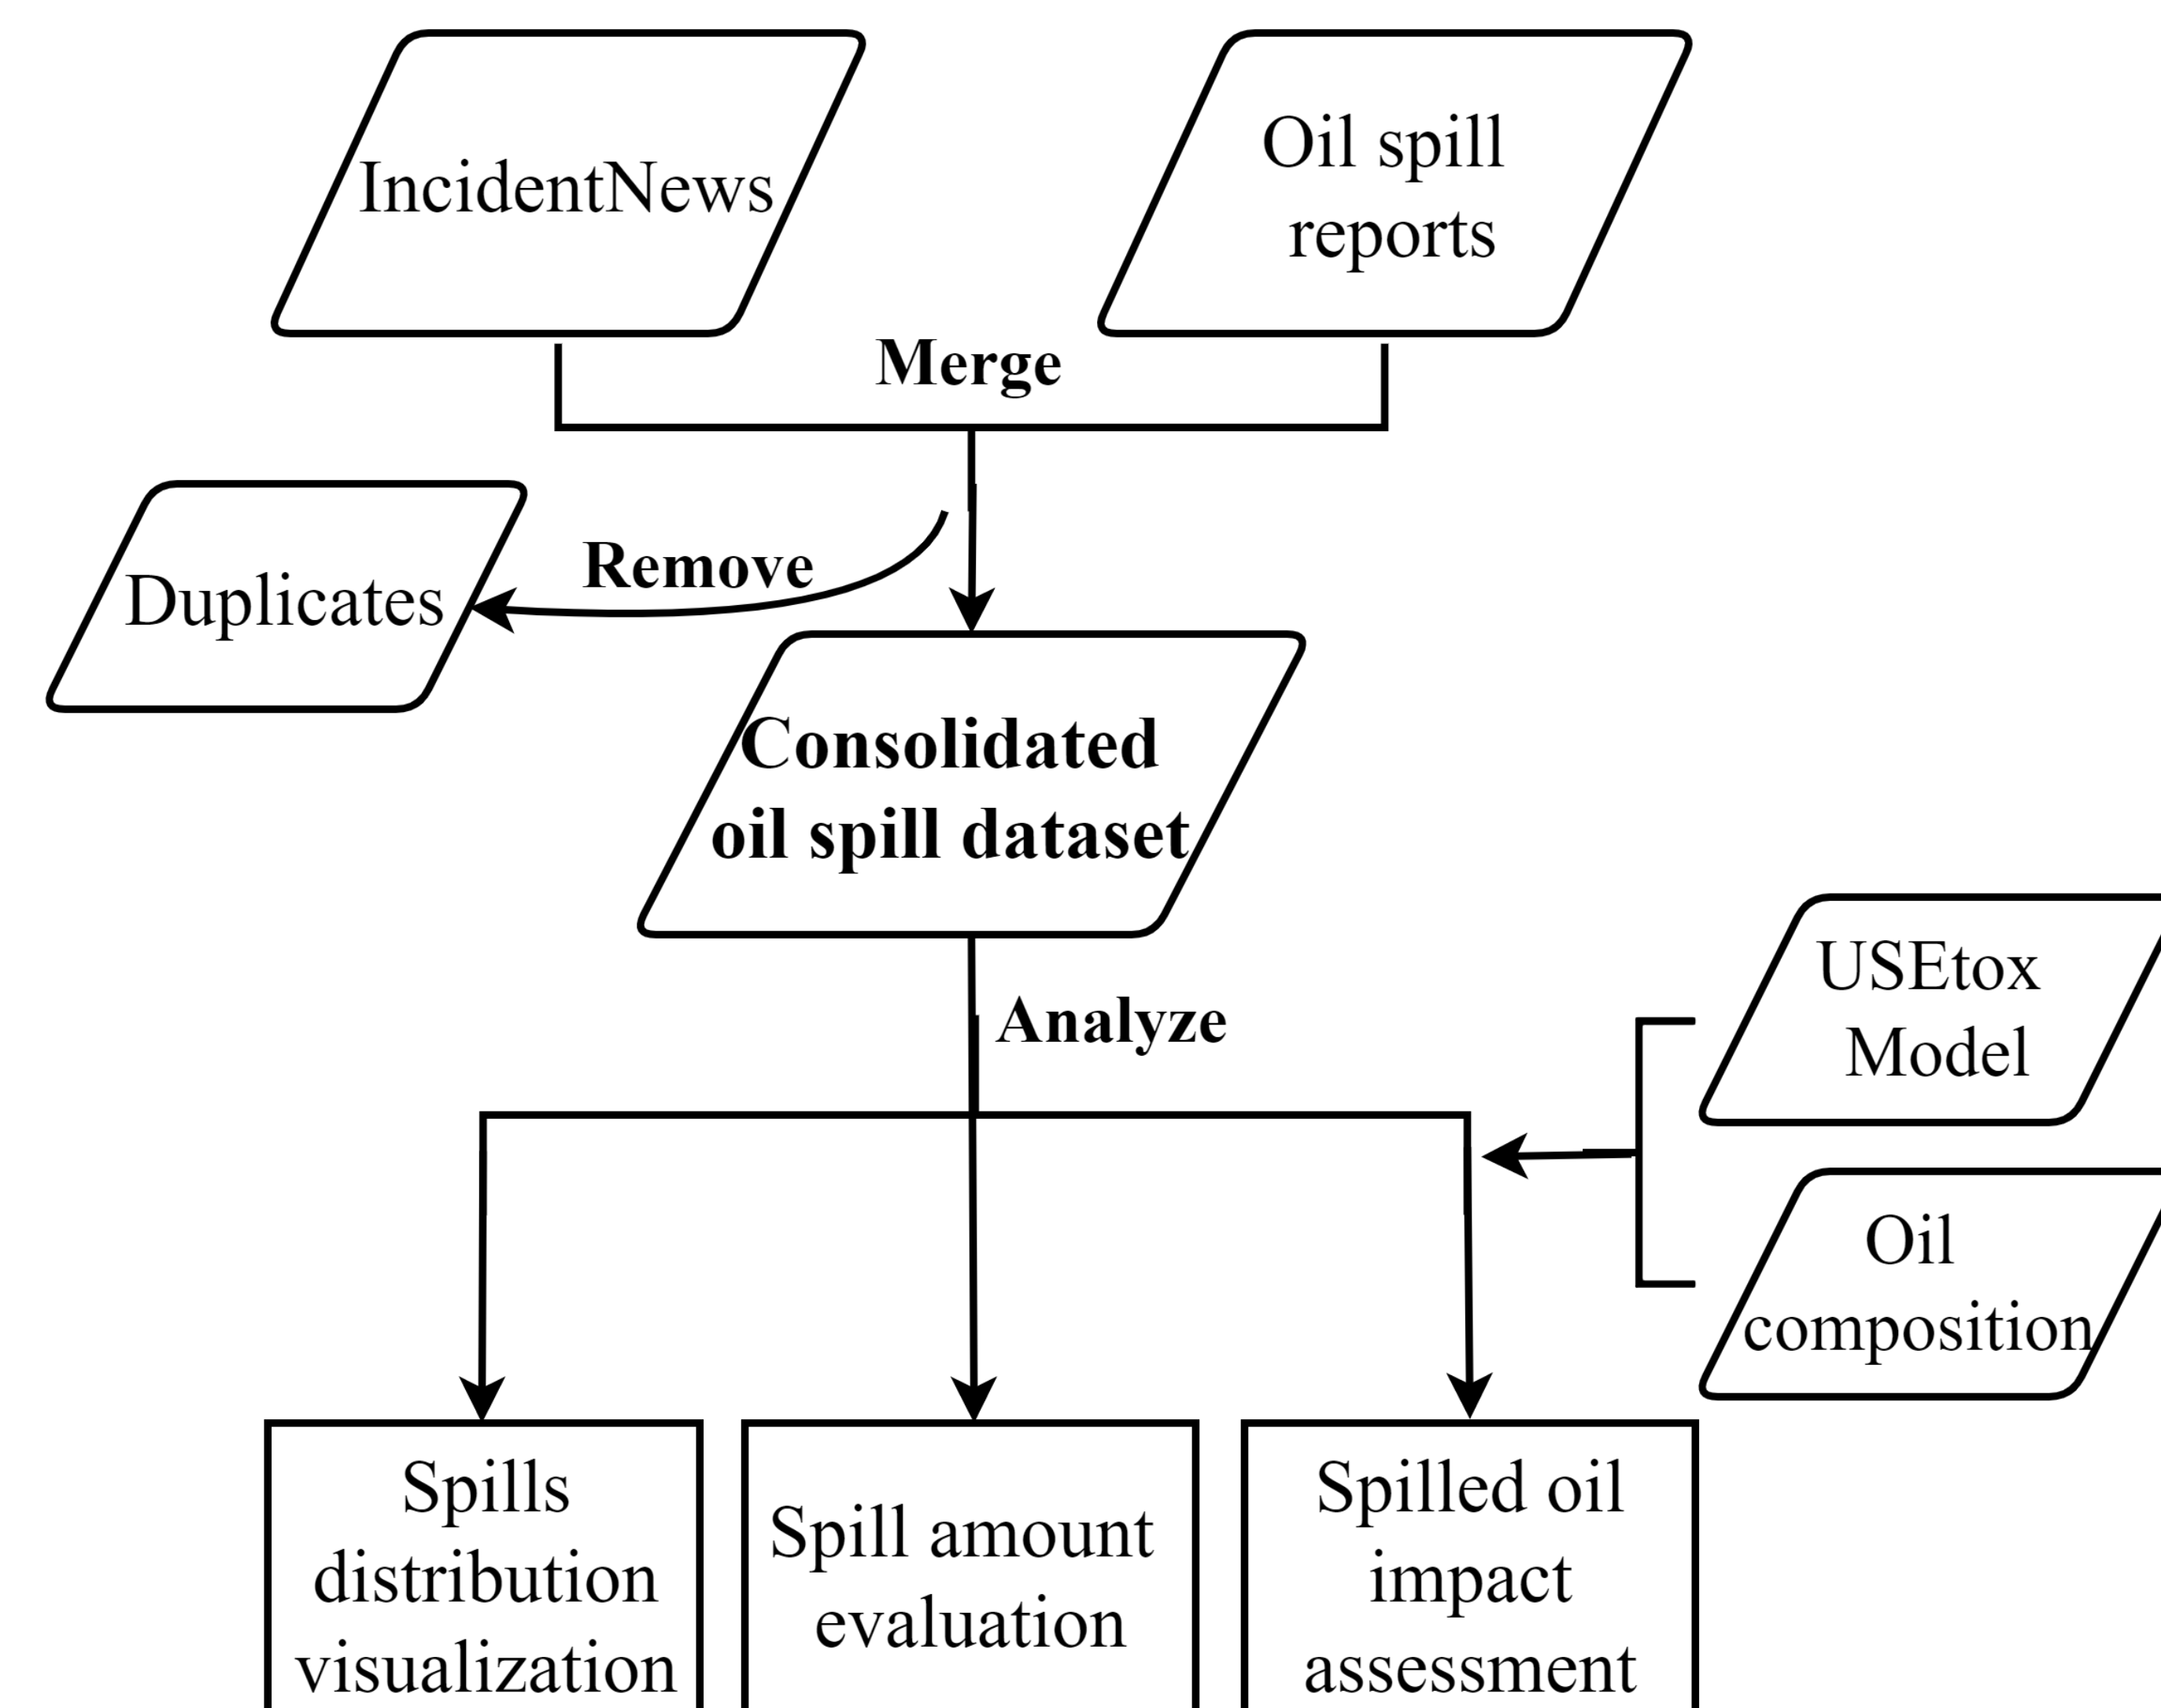 IncidentNews
Oil spill
reports
Merge
Remove
Duplicates
Consolidated
oil spill dataset
Analyze
USEtox
Model
Oil
composition
Spills
distribution
visualization
Spill amount
evaluation
Spilled oil
impact
assessment